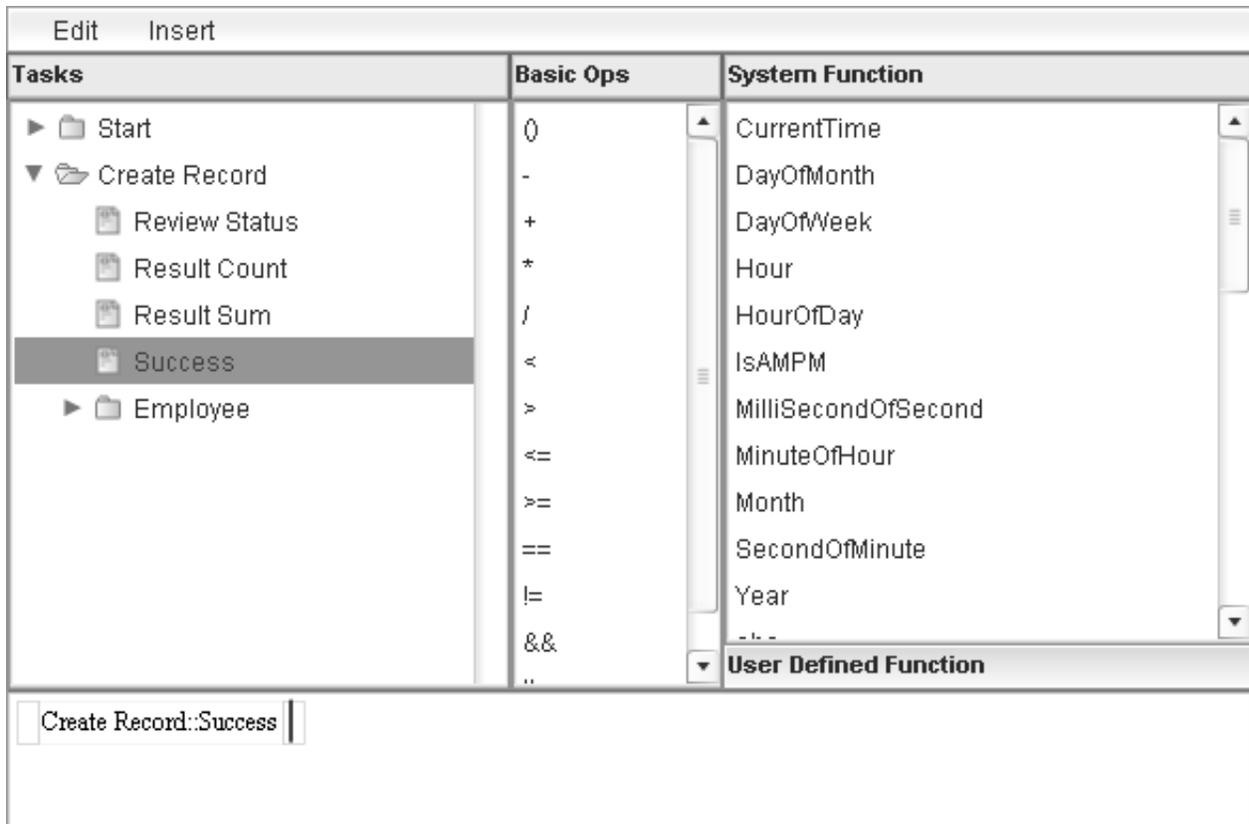 Edit Insert
Tasks
Start
Create Record
Review Status
Result Count
Result Sum
Success
Employee
Basic Ops
()
-
+
*
/
<
>
<=
>=
==
!=
&&
System Function
CurrentTime
DayOfMonth
DayOfWeek
Hour
HourOfDay
IsAMPM
MilliSecondOfSecond
MinuteOfHour
Month
SecondOfMinute
Year
User Defined Function
Create Record::Success